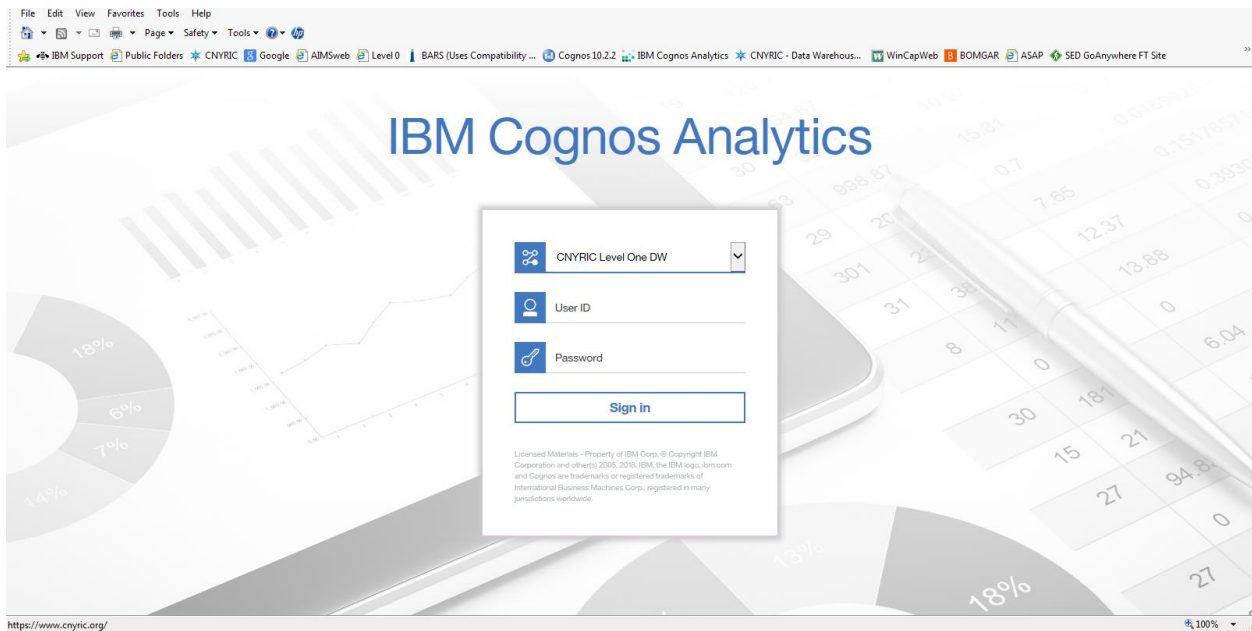 File Edit View Favorites Tools Help
Page Safety Tools
IBM Support Public Folders CNYRIC Google AIMSweb Level 0 BARS (Uses Compatibility ... Cognos 10.2.2 IBM Cognos Analytics CNYRIC - Data Warehous... WinCapWeb BOMGAR ASAP SED GoAnywhere FT Site
IBM Cognos Analytics
CNYRIC Level One DW
User ID
Password
Sign in
Licensed Materials - Property of IBM Corp. © Copyright IBM
Corporation and other(s) 2005, 2018. IBM, the IBM logo, ibm.com
and Cognos are trademarks or registered trademarks of
International Business Machines Corp., registered in many
jurisdictions worldwide.
18%
6%
7%
14%
13%
18%
30
998.87
0.7
7.65
0.3930
29
12.37
301
13.88
31
38
0
8
11
6.04
0
181
30
15
21
94.8
27
0
27
https://www.cnyric.org/
100%